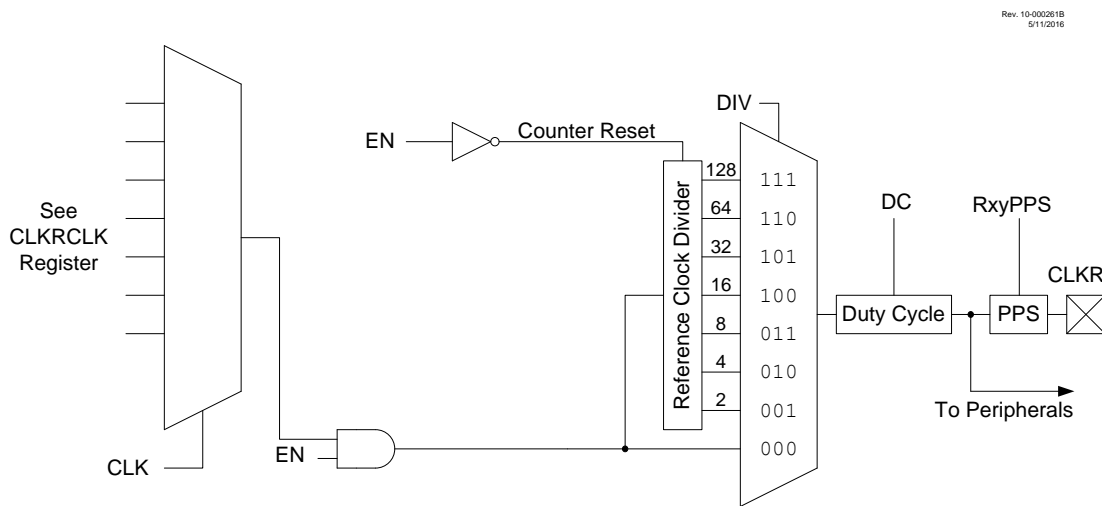 Rev. 10-000261B
5/11/2016
See
CLKRCLK
Register
CLK
EN
EN
Counter Reset
Reference Clock Divider
128
64
32
16
8
4
2
DIV
111
110
101
100
011
010
001
000
DC
Duty Cycle
RxyPPS
PPS
CLKR
To Peripherals